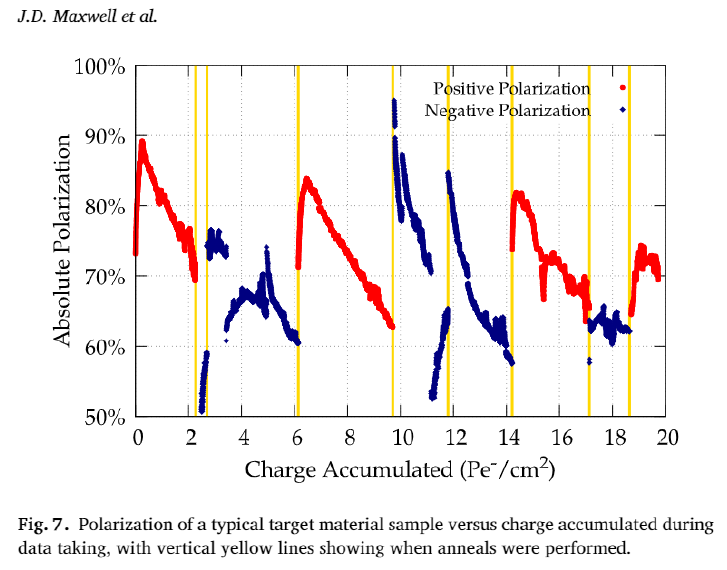 J.D. Maxwell et al.
100%
90%
80%
70%
60%
50%
Absolute Polarization
Positive Polarization
Negative Polarization
0 2 4 6 8 10 12 14 16 18 20
Charge Accumulated (Pe⁻/cm²)
Fig. 7. Polarization of a typical target material sample versus charge accumulated during
data taking, with vertical yellow lines showing when anneals were performed.